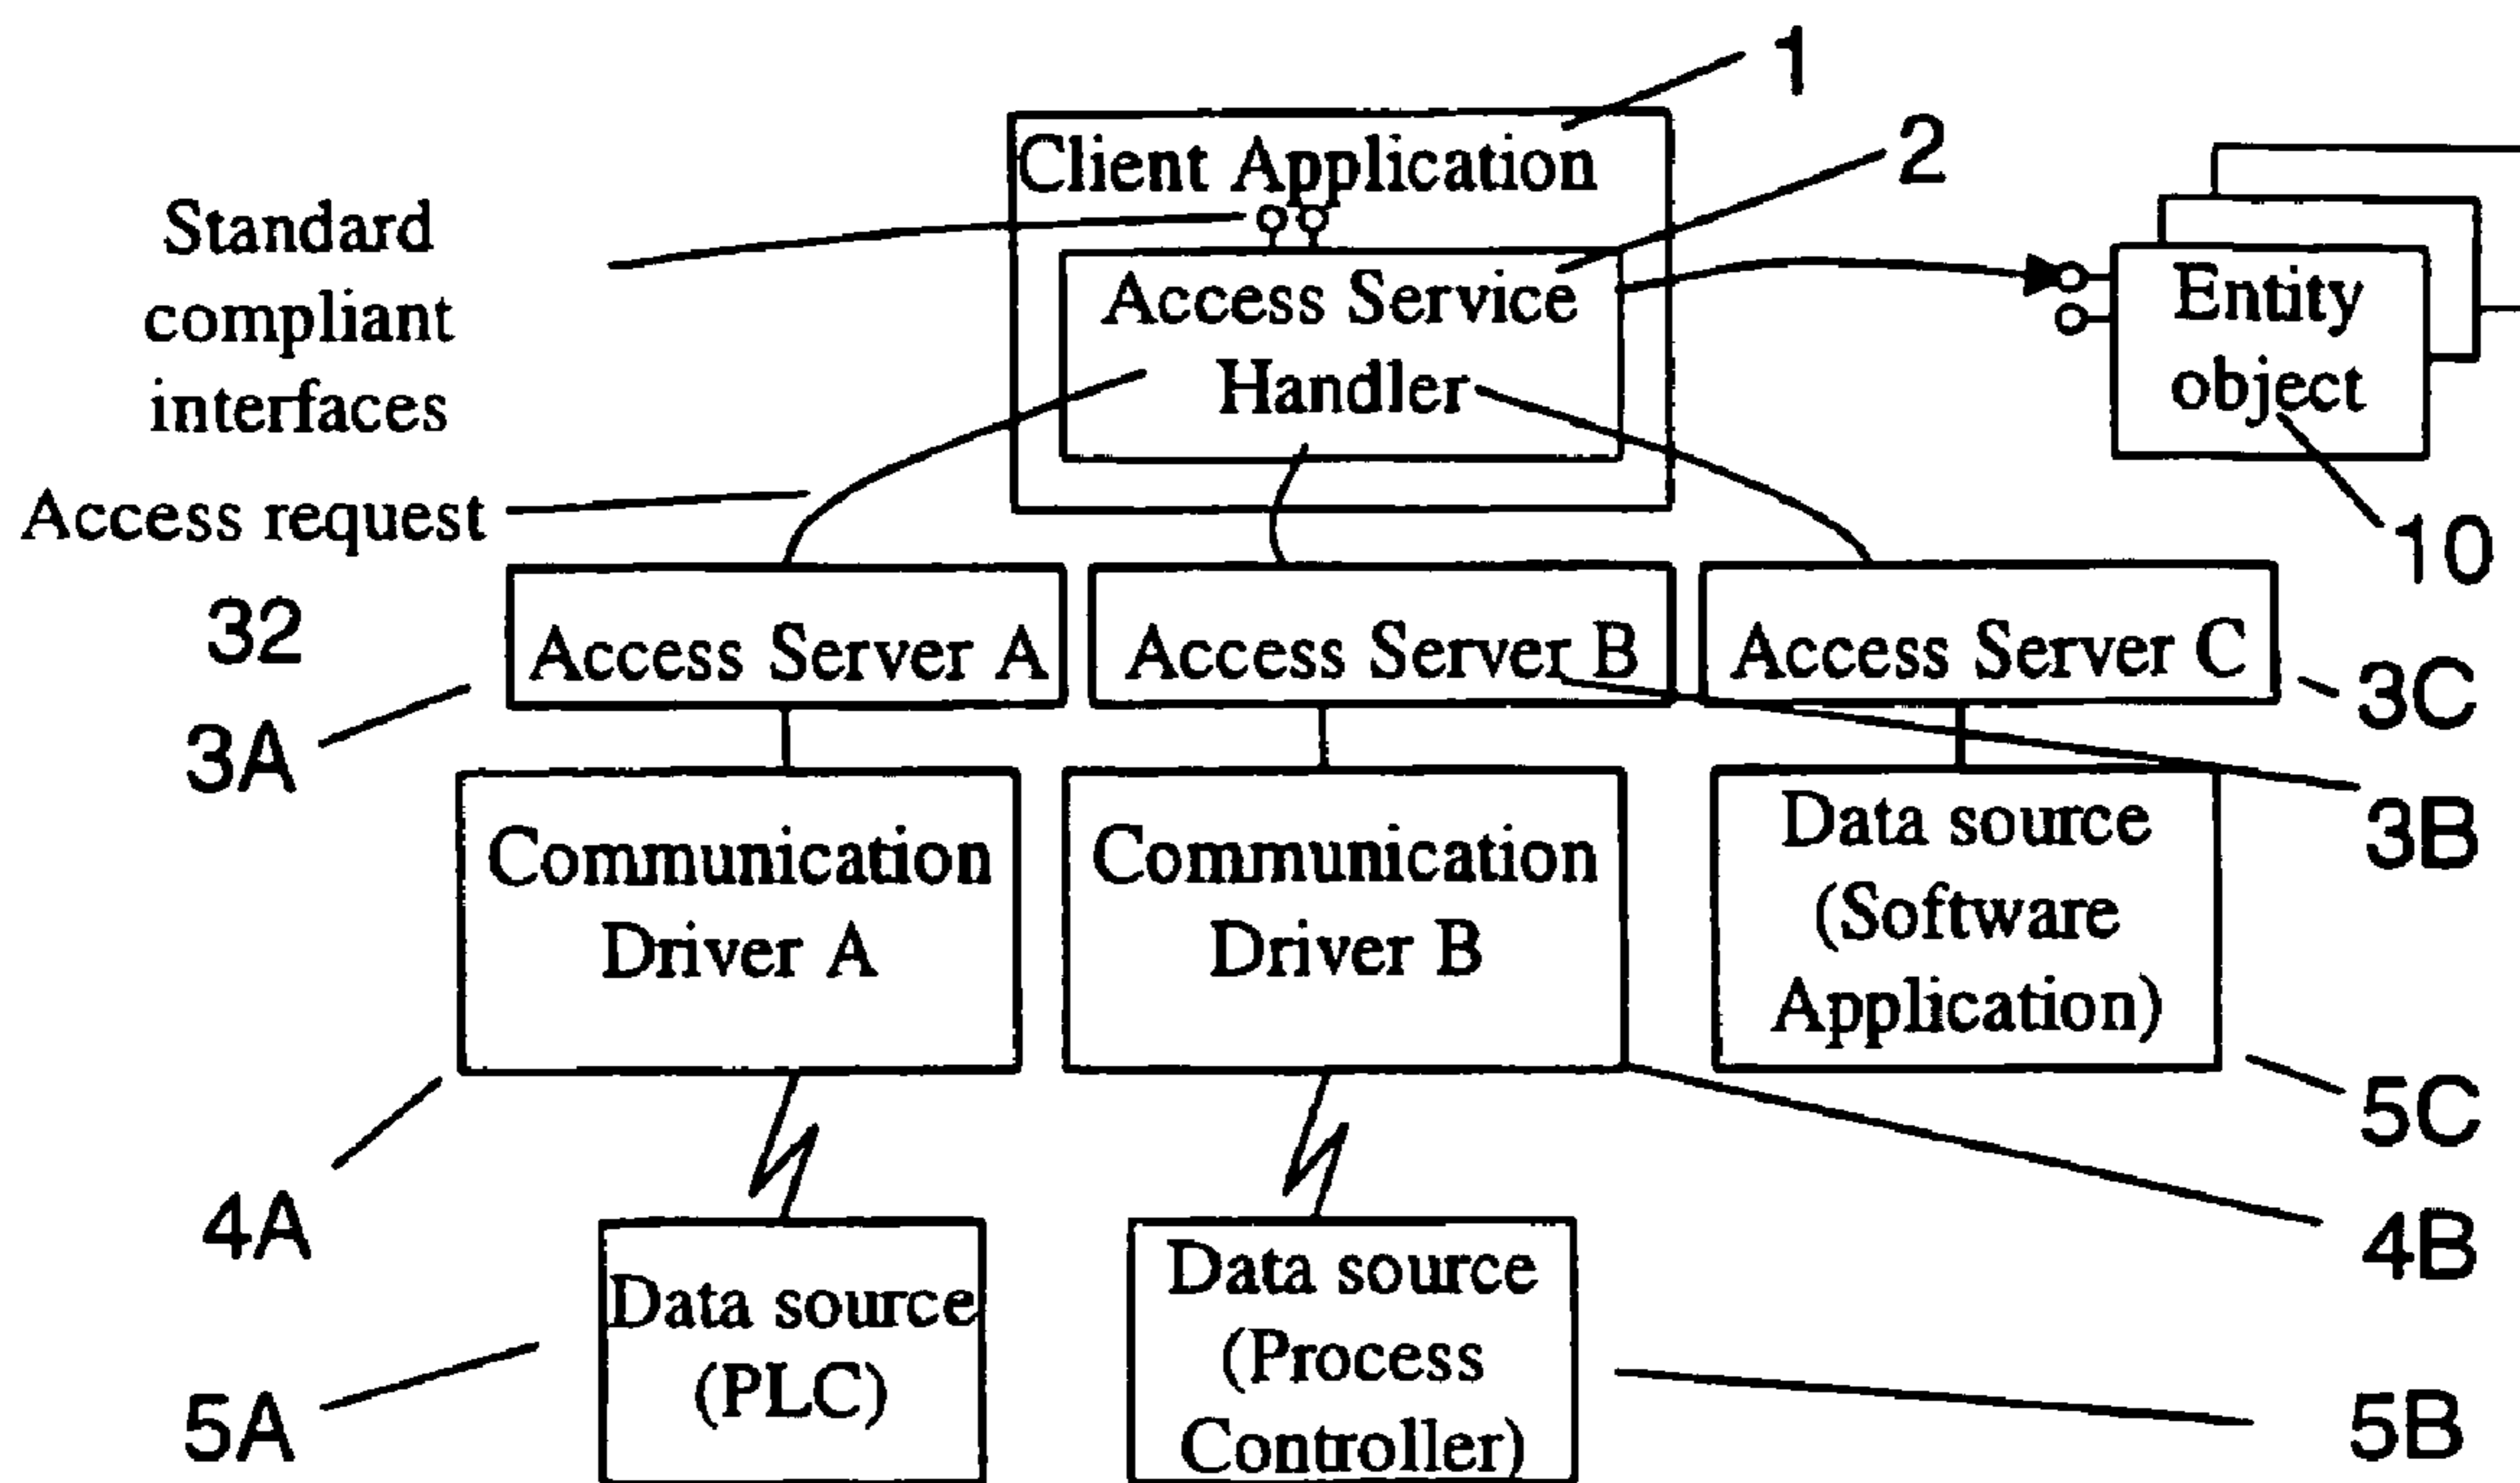 1
Client Application
2
Standard
compliant
interfaces
Access Service
Handler
Entity
object
Access request
10
32
Access Server A
Access Server B
Access Server C
3A
3C
3B
Communication
Driver A
Communication
Driver B
Data source
(Software
Application)
5C
4A
4B
Data source
(PLC)
Data source
(Process
Controller)
5A
5B